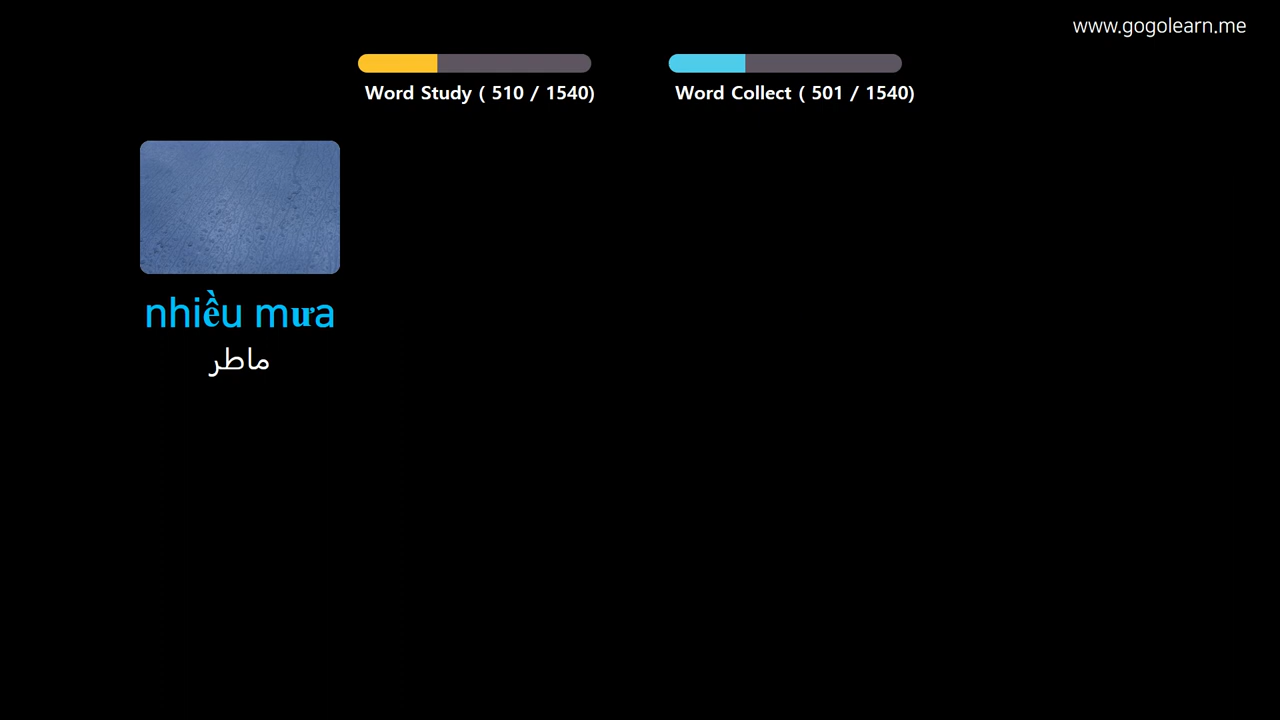 www.gogolearn.me
Word Study ( 510 / 1540)
Word Collect ( 501 / 1540)
nhiều mưa
ماطر